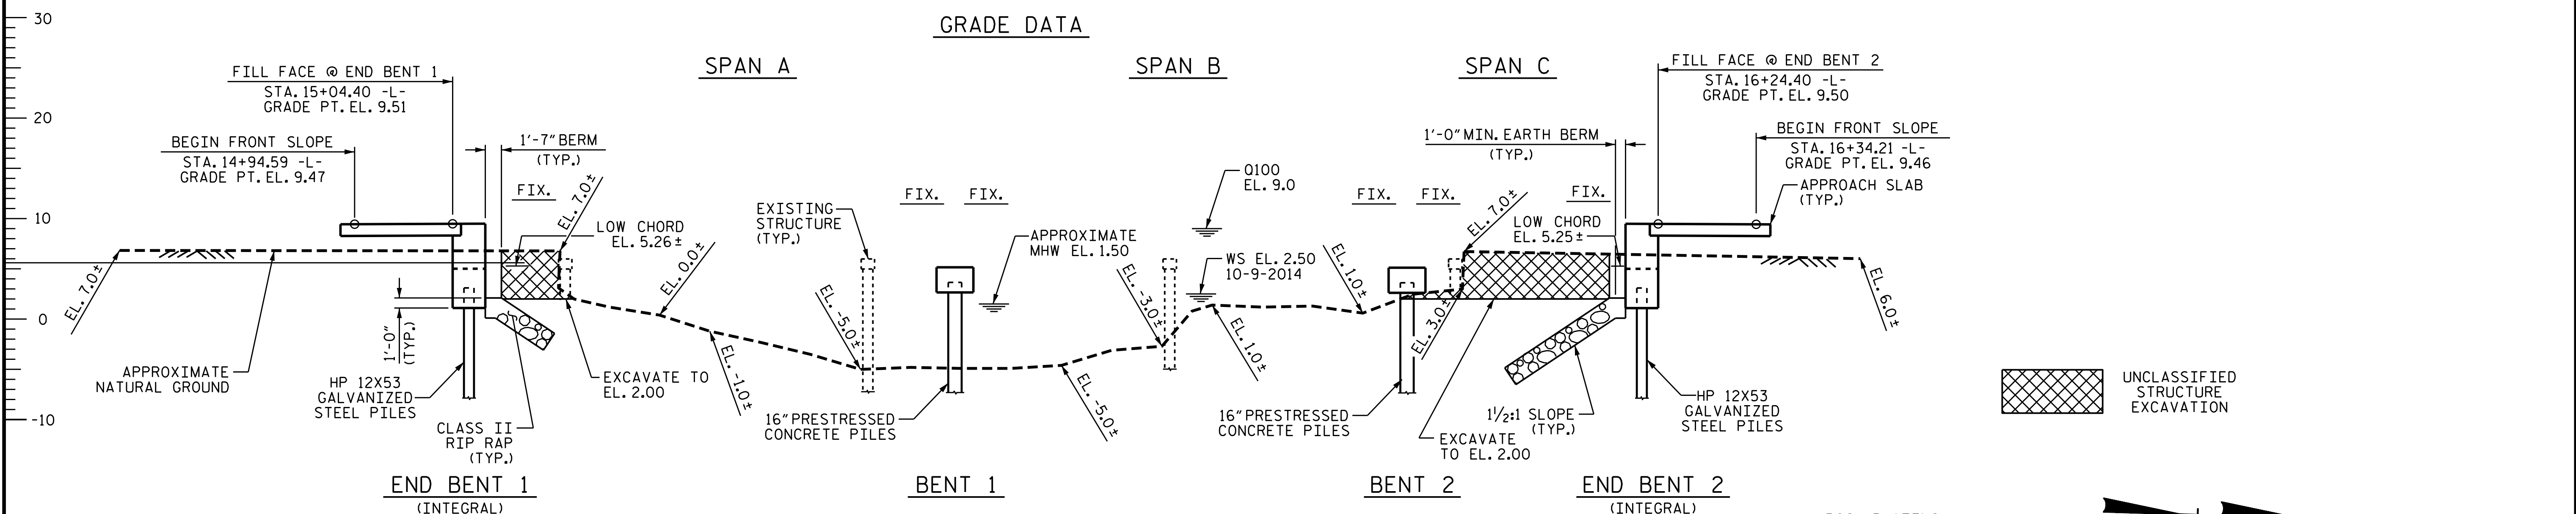 GRADE DATA
30
20
10
0
-10
SPAN A
SPAN B
SPAN C
FILL FACE @ END BENT 1
STA. 15+04.40 -L-
GRADE PT. EL. 9.51
BEGIN FRONT SLOPE
STA. 14+94.59 -L-
GRADE PT. EL. 9.47
1'-7" BERM
(TYP.)
FIX.
EL. 7.0±
LOW CHORD
EL. 5.26±
EL. 0.0±
EXISTING
STRUCTURE
(TYP.)
EL. -5.0±
FIX.
FIX.
APPROXIMATE
MHW EL. 1.50
Q100
EL. 9.0
WS EL. 2.50
10-9-2014
EL. -3.0±
EL. 1.0±
EL. 1.0±
FIX.
FIX.
1'-0" MIN. EARTH BERM
(TYP.)
EL. 7.0±
LOW CHORD
EL. 5.25±
FIX.
FILL FACE @ END BENT 2
STA. 16+24.40 -L-
GRADE PT. EL. 9.50
BEGIN FRONT SLOPE
STA. 16+34.21 -L-
GRADE PT. EL. 9.46
APPROACH SLAB
(TYP.)
EL. 6.0±
EL. 7.0±
1'-0"
(TYP.)
APPROXIMATE
NATURAL GROUND
HP 12X53
GALVANIZED
STEEL PILES
CLASS II
RIP RAP
(TYP.)
EXCAVATE TO
EL. 2.00
EL. -1.0±
16" PRESTRESSED
CONCRETE PILES
EL. -5.0±
16" PRESTRESSED
CONCRETE PILES
EL. 3.0±
EXCAVATE
TO EL. 2.00
1½:1 SLOPE
(TYP.)
HP 12X53
GALVANIZED
STEEL PILES
UNCLASSIFIED
STRUCTURE
EXCAVATION
END BENT 1
(INTEGRAL)
BENT 1
BENT 2
END BENT 2
(INTEGRAL)